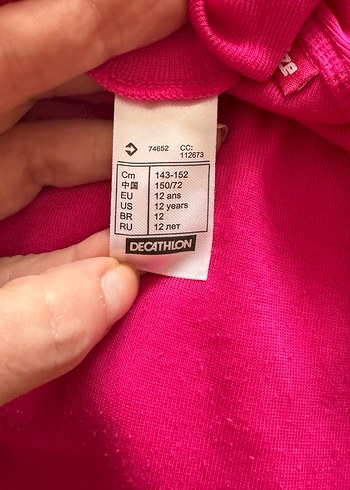 74652 CC: 112673
Cm 143-152
中国 150/72
EU 12 ans
US 12 years
BR 12
RU 12 лет
DECATHLON